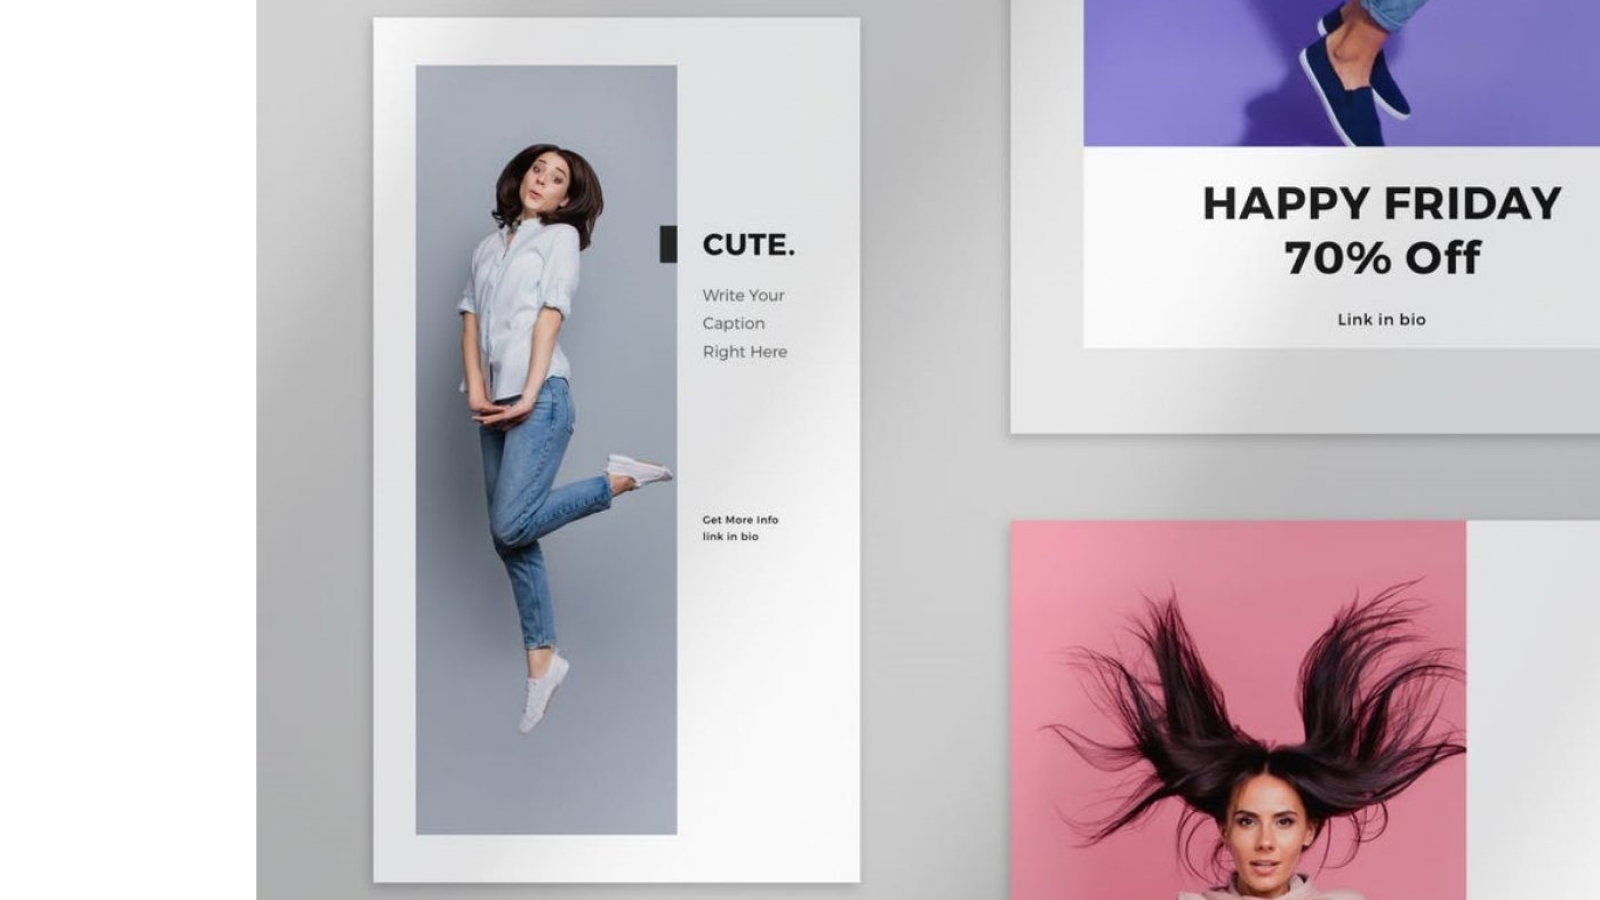 CUTE.
Write Your
Caption
Right Here
Get More Info
link in bio
HAPPY FRIDAY
70% Off
Link in bio